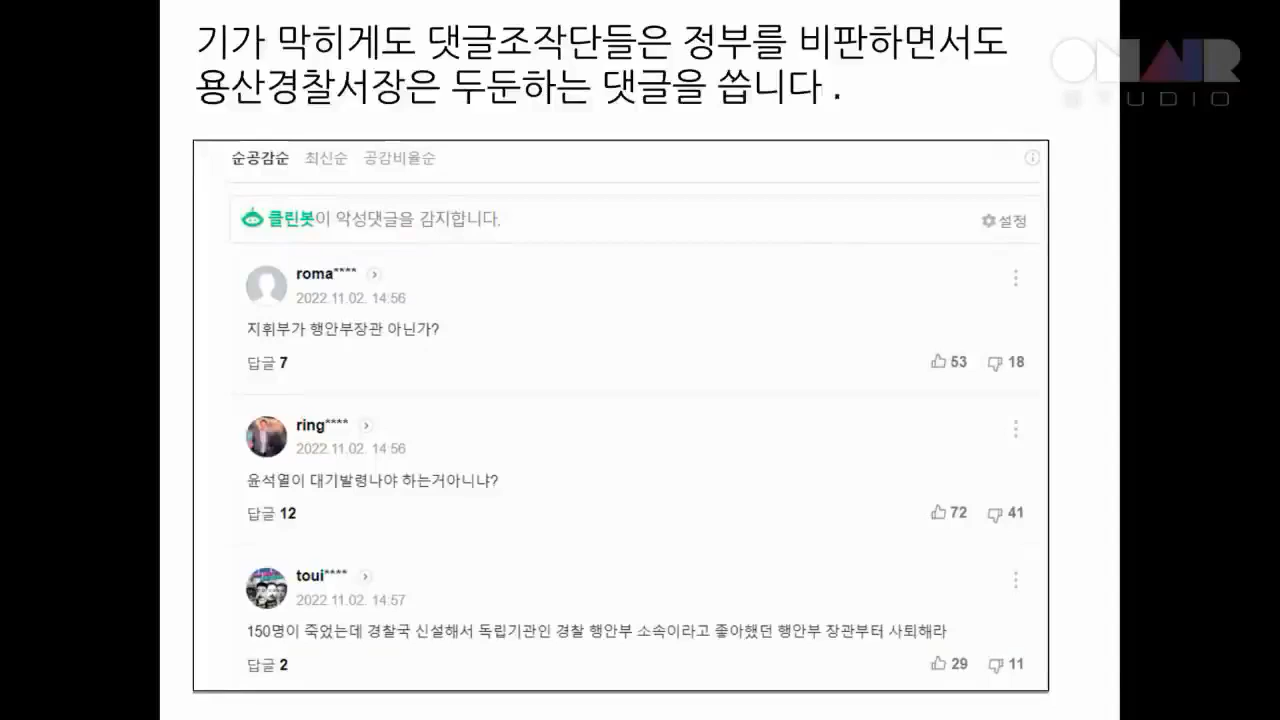 기가 막히게도 댓글조작단들은 정부를 비판하면서도
용산경찰서장은 두둔하는 댓글을 씁니다 .
ON AIR
STUDIO
순공감순 최신순 공감비율순
클린봇이 악성댓글을 감지합니다.
설정
roma****
2022.11.02. 14:56
지휘부가 행안부장관 아닌가?
답글 7
53 18
ring****
2022.11.02. 14:56
윤석열이 대기발령나야 하는거아니냐?
답글 12
72 41
toui****
2022.11.02. 14:57
150명이 죽었는데 경찰국 신설해서 독립기관인 경찰 행안부 소속이라고 좋아했던 행안부 장관부터 사퇴해라
답글 2
29 11